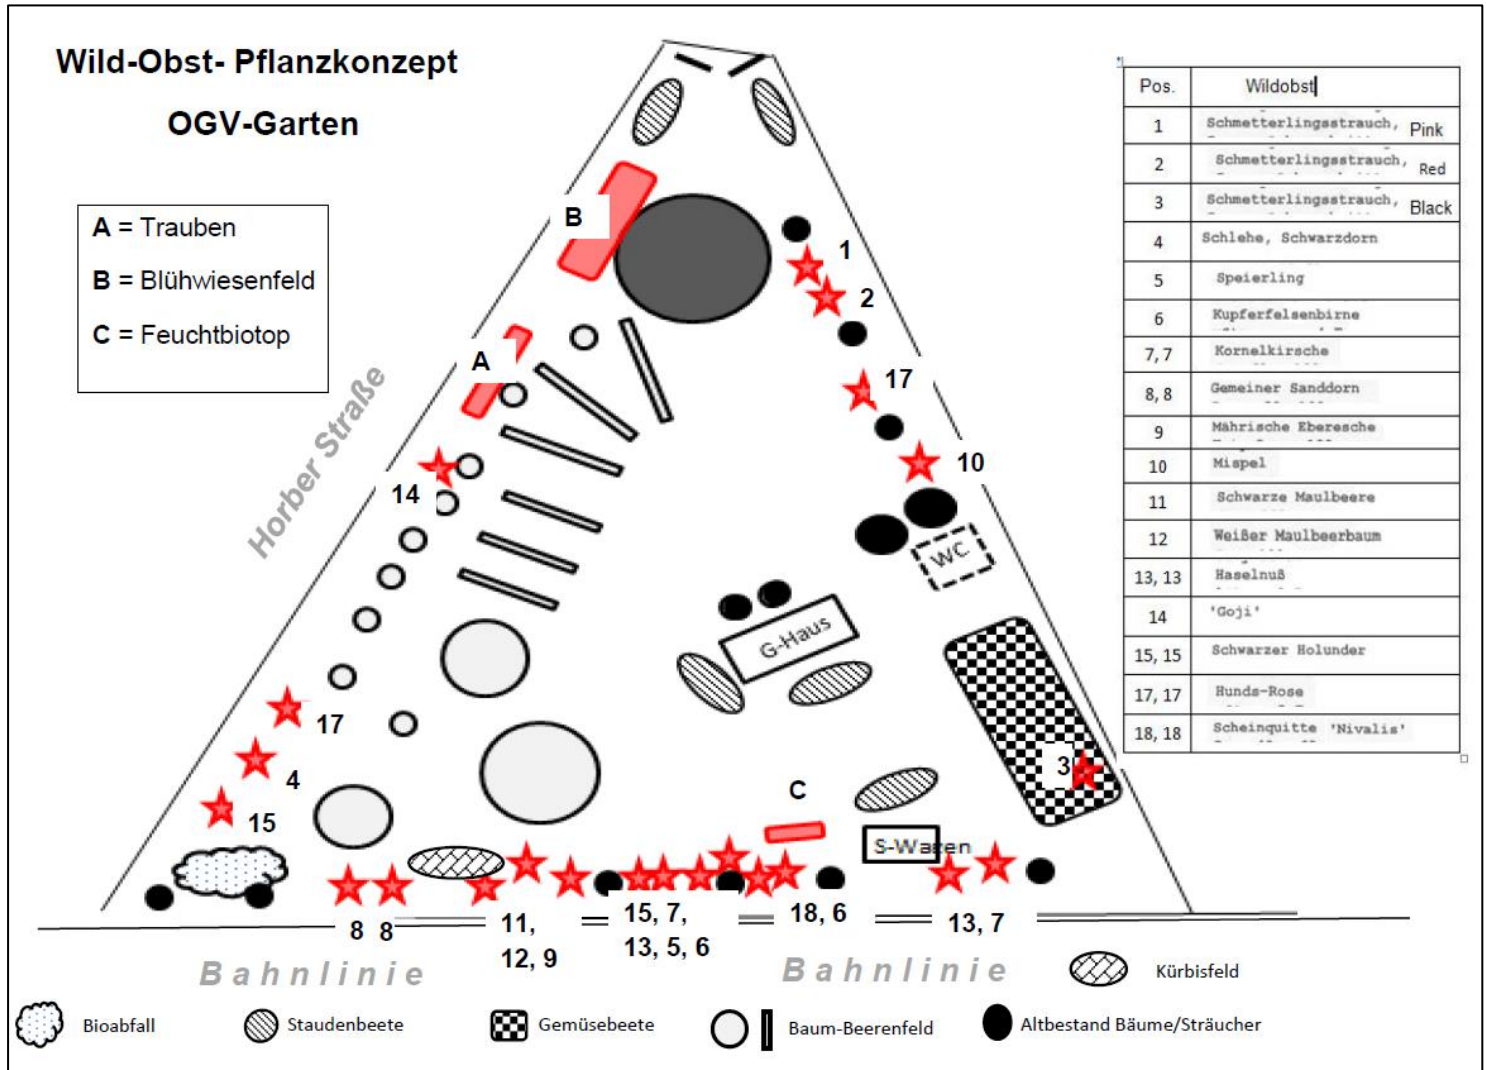 Wild-Obst- Pflanzkonzept
OGV-Garten
A = Trauben
B = Blühwiesenfeld
C = Feuchtbiotop
Pos. Wildobst
1 Schmetterlingsstrauch, Pink
2 Schmetterlingsstrauch, Red
3 Schmetterlingsstrauch, Black
4 Schlehe, Schwarzdorn
5 Speierling
6 Kupferfelsenbirne
7, 7 Kornelkirsche
8, 8 Gemeiner Sanddorn
9 Mährische Eberesche
10 Mispel
11 Schwarze Maulbeere
12 Weißer Maulbeerbaum
13, 13 Haselnuß
14 'Goji'
15, 15 Schwarzer Holunder
17, 17 Hunds-Rose
18, 18 Scheinquitte 'Nivalis'
B
1
2
A
17
Horber Straße
10
14
WC
G-Haus
17
3
4
C
15
S-Wagen
8 8
11,
12, 9
15, 7,
13, 5, 6
18, 6
13, 7
Bahnlinie
Bahnlinie
Kürbisfeld
Bioabfall
Staudenbeete
Gemüsebeete
Baum-Beerenfeld
Altbestand Bäume/Sträucher